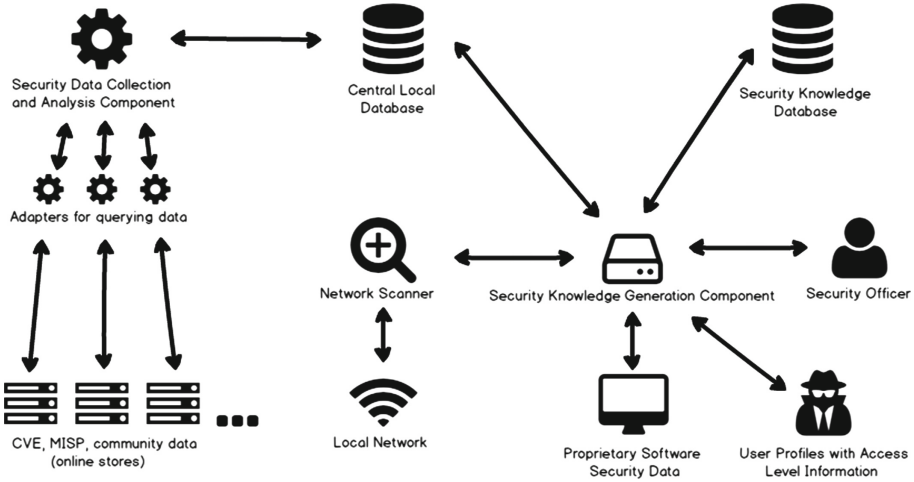 Security Data Collection
and Analysis Component
Central Local
Database
Security Knowledge
Database
Adapters for querying data
Network Scanner
Security Knowledge Generation Component
Security Officer
CVE, MISP, community data
(online stores)
Local Network
Proprietary Software
Security Data
User Profiles with Access
Level Information